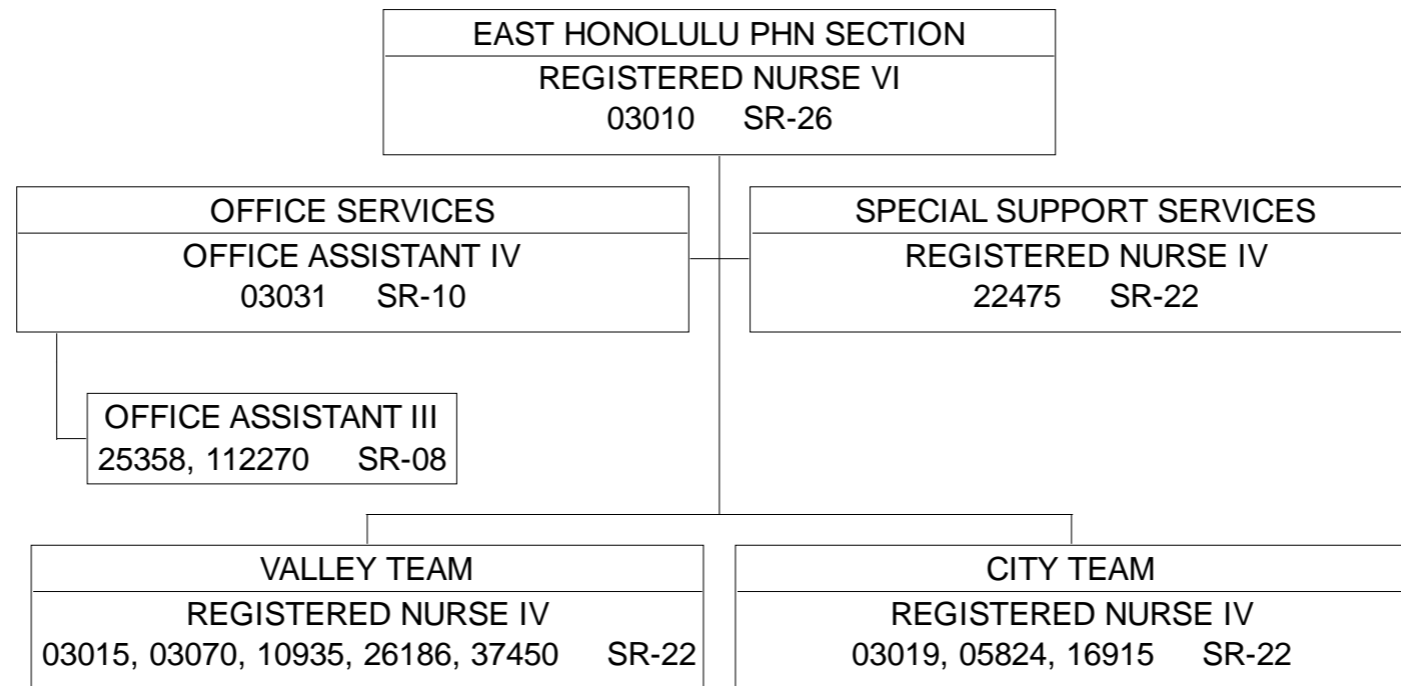 EAST HONOLULU PHN SECTION
REGISTERED NURSE VI
03010 SR-26
OFFICE SERVICES
OFFICE ASSISTANT IV
03031 SR-10
SPECIAL SUPPORT SERVICES
REGISTERED NURSE IV
22475 SR-22
OFFICE ASSISTANT III
25358, 112270 SR-08
VALLEY TEAM
REGISTERED NURSE IV
03015, 03070, 10935, 26186, 37450 SR-22
CITY TEAM
REGISTERED NURSE IV
03019, 05824, 16915 SR-22